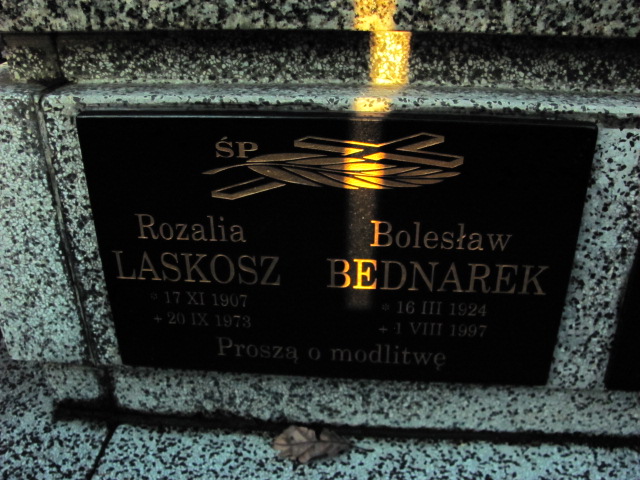 ŚP
Rozalia
LASKOSZ
* 17 XI 1907
+ 20 IX 1973
Bolesław
BEDNAREK
* 16 III 1924
+ 1 VIII 1997
Proszą o modlitwę